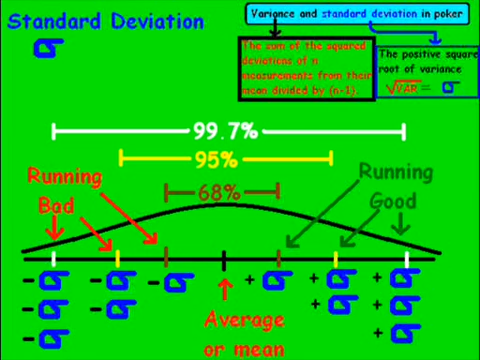 Standard Deviation
σ
Variance and standard deviation in poker
The sum of the squared
deviations of n
measurements from their
mean divided by (n-1).
The positive square
root of variance
√VAR = σ
99.7%
95%
68%
Running
Bad
Running
Good
-σ -σ -σ +σ +σ +σ
-σ -σ +σ +σ
-σ +σ
Average
or mean